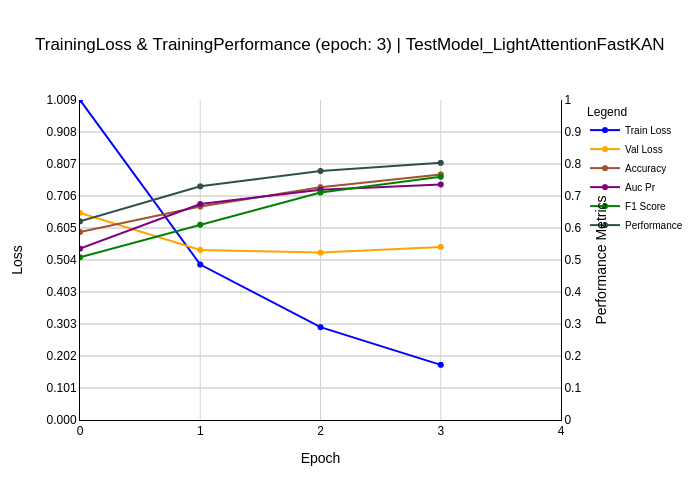 TrainingLoss & TrainingPerformance (epoch: 3) | TestModel_LightAttentionFastKAN
1.009
0.908
0.807
0.706
0.605
0.504
0.403
0.303
0.202
0.101
0.000
Loss
0
1
2
3
4
Epoch
1
0.9
0.8
0.7
0.6
0.5
0.4
0.3
0.2
0.1
0
Performance Metrics
Legend
Train Loss
Val Loss
Accuracy
Auc Pr
F1 Score
Performance